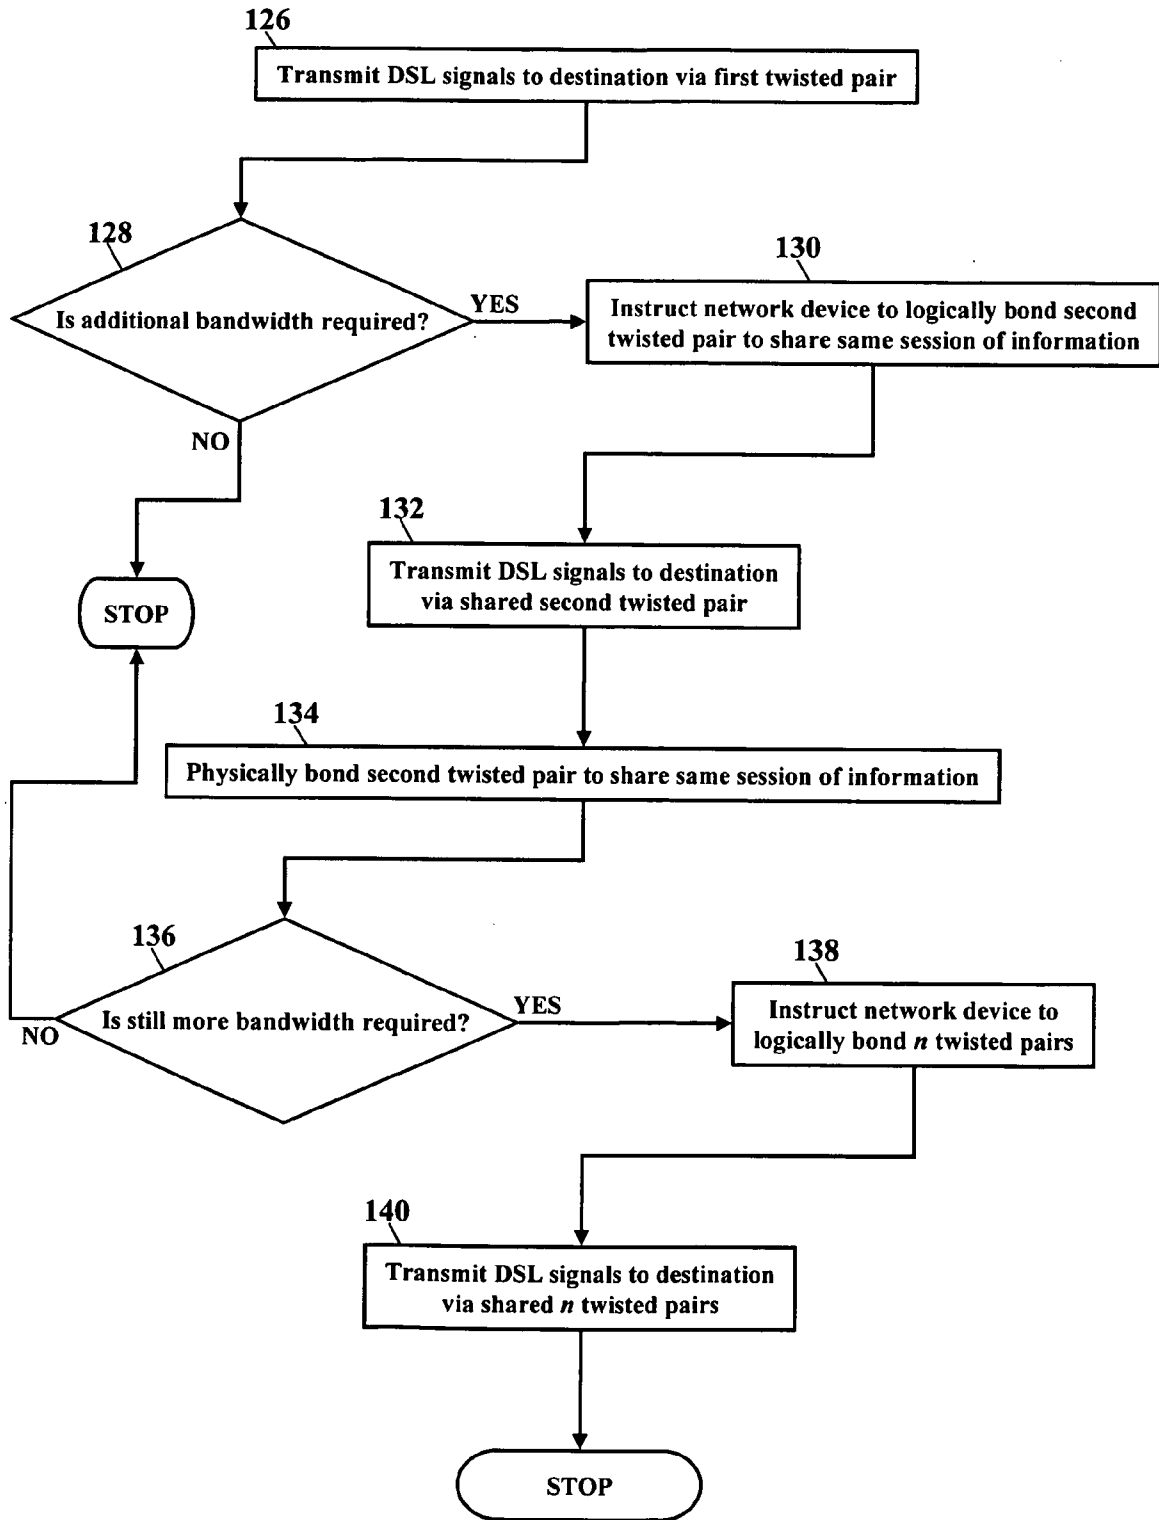 126
Transmit DSL signals to destination via first twisted pair
128
Is additional bandwidth required?
YES
130
Instruct network device to logically bond second
twisted pair to share same session of information
NO
STOP
132
Transmit DSL signals to destination
via shared second twisted pair
134
Physically bond second twisted pair to share same session of information
136
Is still more bandwidth required?
NO
YES
138
Instruct network device to
logically bond n twisted pairs
140
Transmit DSL signals to destination
via shared n twisted pairs
STOP